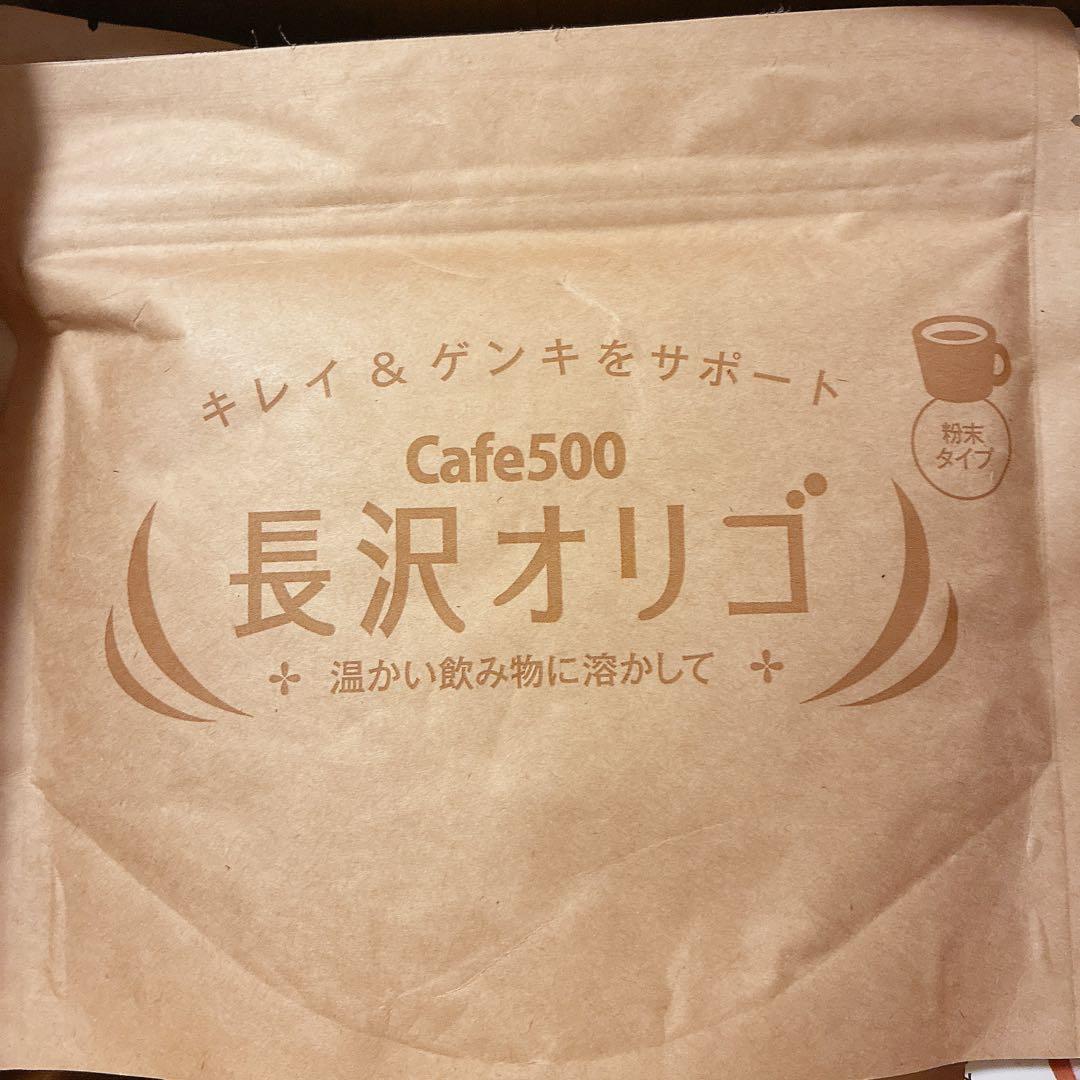 キレイ & ゲンキをサポート
粉末
タイプ
Cafe500
長沢オリゴ
温かい飲み物に溶かして